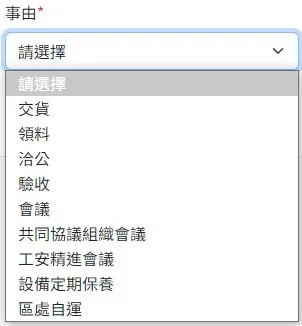 事由*
請選擇
請選擇
交貨
領料
洽公
驗收
會議
共同協議組織會議
工安精進會議
設備定期保養
區處自運